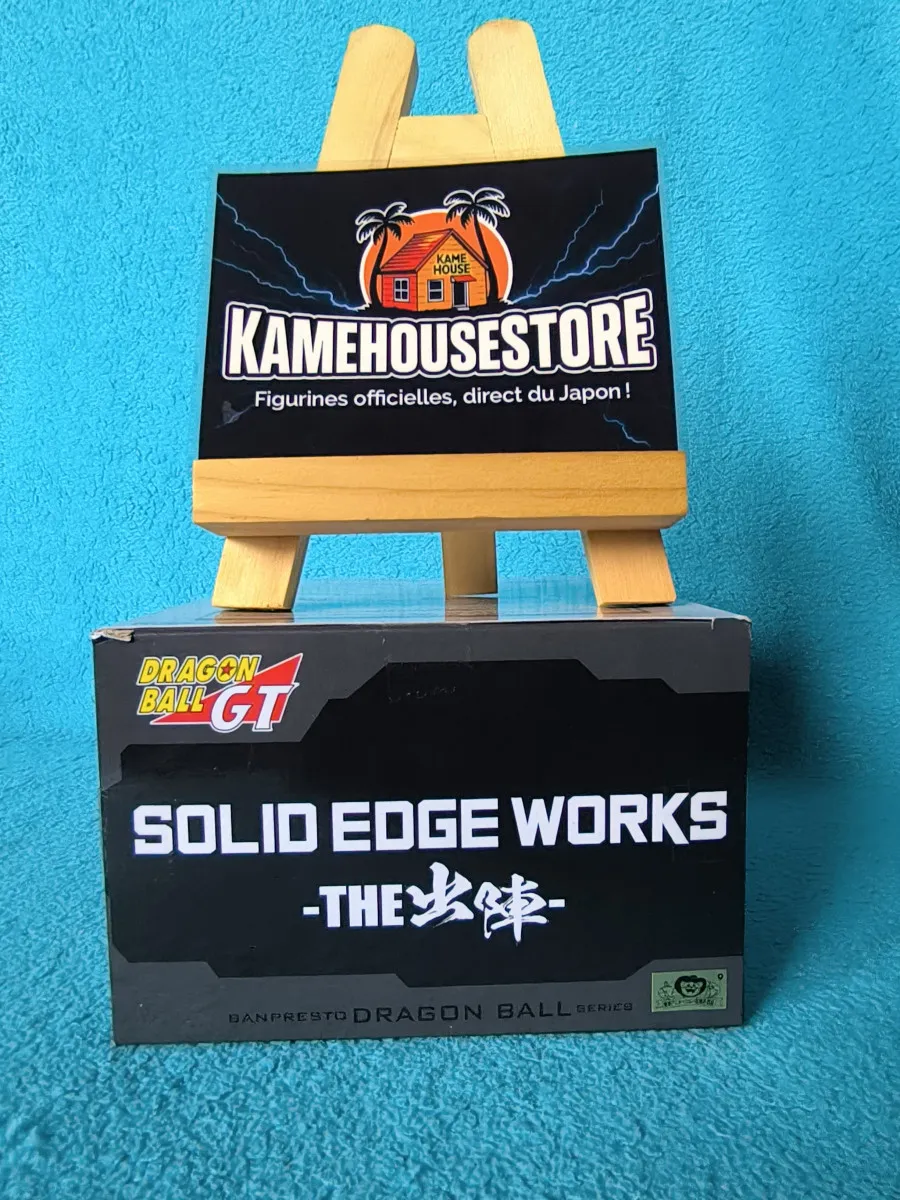 KAME
HOUSE
KAMEHOUSESTORE
Figurines officielles, direct du Japon !
DRAGON
BALL
GT
SOLID EDGE WORKS
-THE出陣-
BANPRESTO DRAGON BALL SERIES